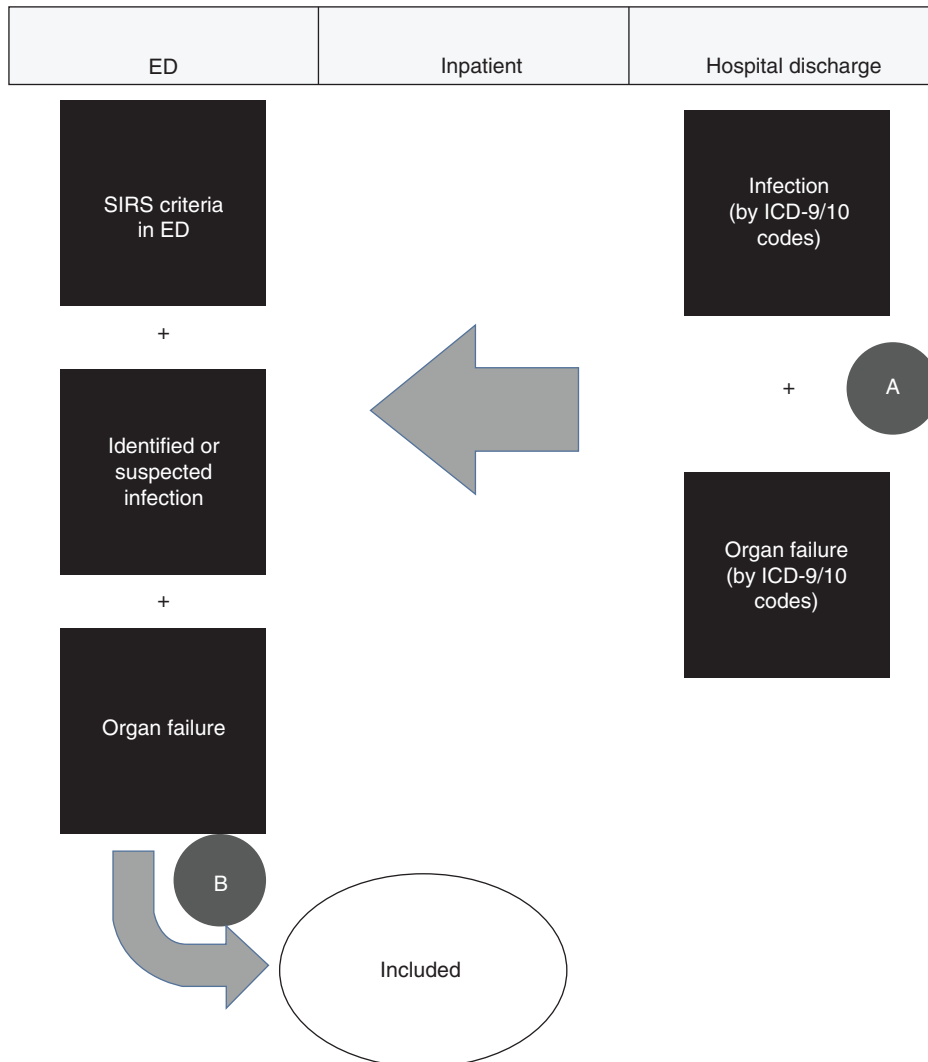 ED
Inpatient
Hospital discharge
SIRS criteria
in ED
+
Identified or
suspected
infection
+
Organ failure
B
Included
Infection
(by ICD-9/10
codes)
+
A
Organ failure
(by ICD-9/10
codes)